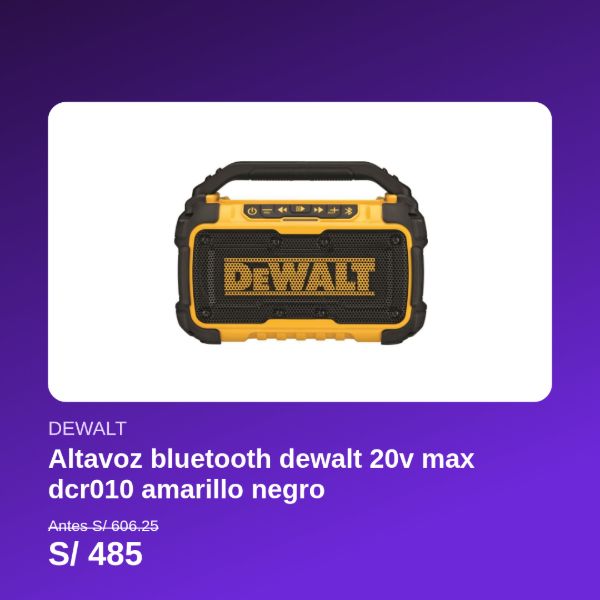 DEWALT
DEWALT
Altavoz bluetooth dewalt 20v max
dcr010 amarillo negro
Antes S/ 606.25
S/ 485